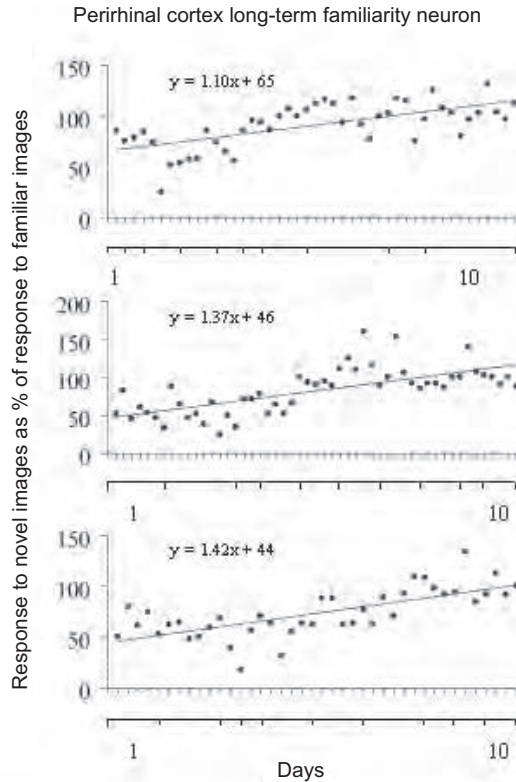 Perirhinal cortex long-term familiarity neuron
Response to novel images as % of response to familiar images
150
y = 1.10x + 65
100
50
0
1 10
200
y = 1.37x + 46
150
100
50
0
1 10
150
y = 1.42x + 44
100
50
0
1 10
Days